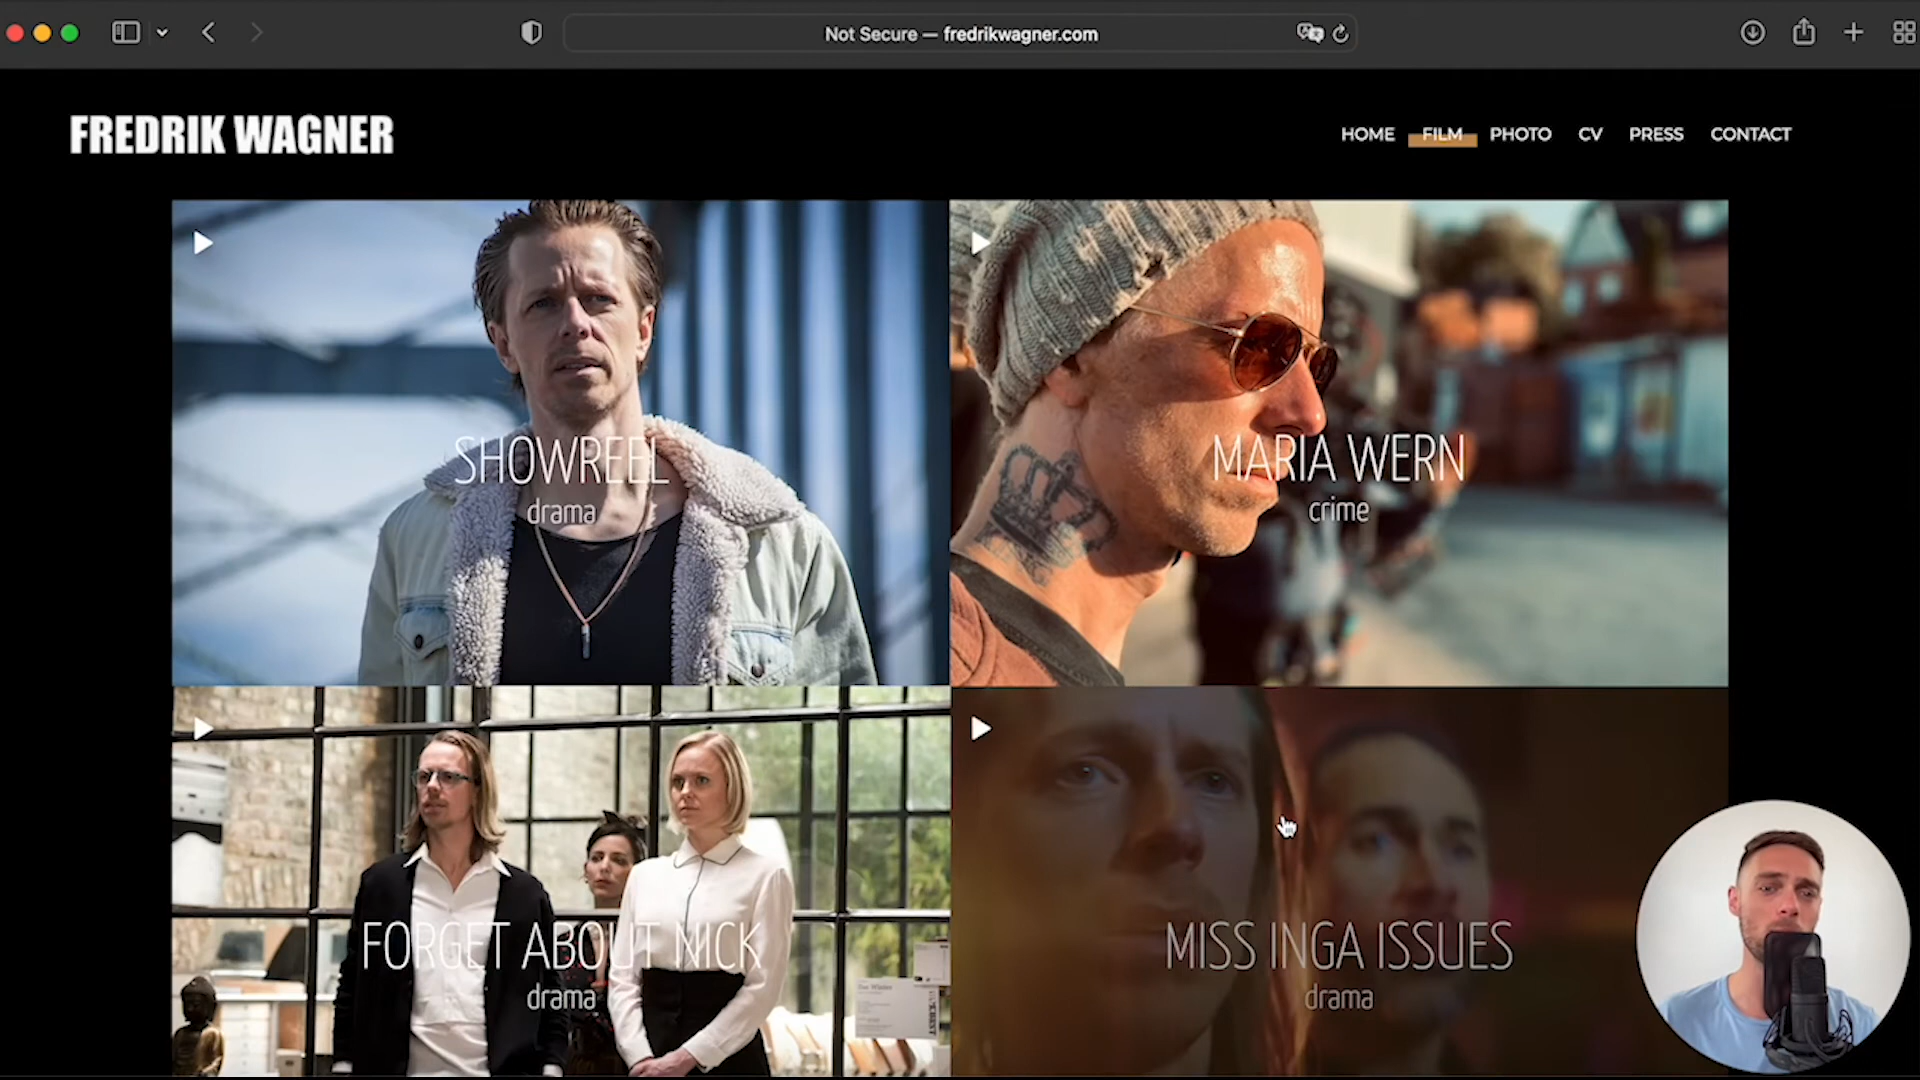 Not Secure — fredrikwagner.com
FREDRIK WAGNER
HOME FILM PHOTO CV PRESS CONTACT
SHOWREEL
drama
MARIA WERN
crime
FORGET ABOUT NICK
drama
MISS INGA ISSUES
drama